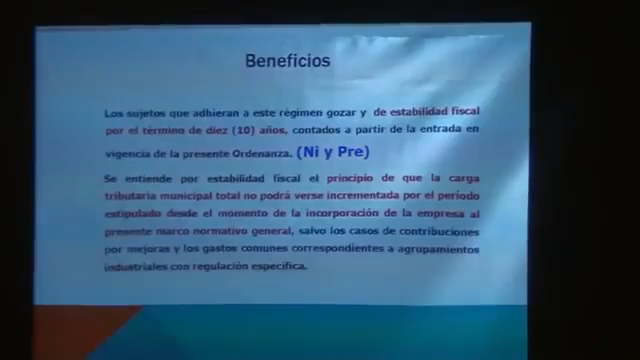 Beneficios
Los sujetos que adhieran a este régimen gozar y de estabilidad fiscal
por el término de diez (10) años, contados a partir de la entrada en
vigencia de la presente Ordenanza. (Ni y Pre)
Se entiende por estabilidad fiscal el principio de que la carga
tributaria municipal total no podrá verse incrementada por el período
estipulado desde el momento de la incorporación de la empresa al
presente marco normativo general, salvo los casos de contribuciones
por mejoras y los gastos comunes correspondientes a agrupamientos
industriales con regulación específica.